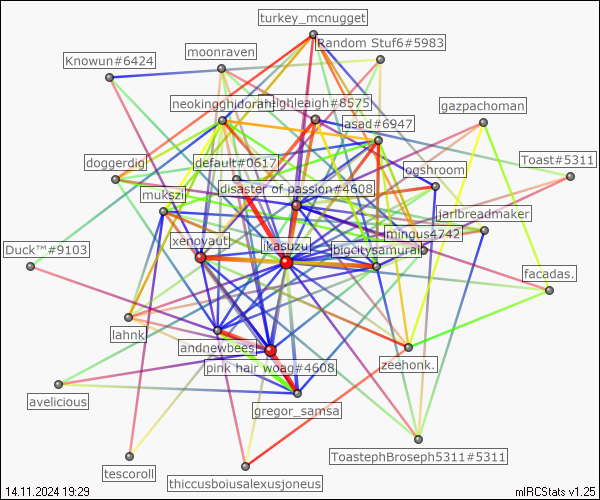 turkey_mcnugget
Random Stuf6#5983
moonraven
Knowun#6424
neokingghidorah
leighleigh#8575
gazpachoman
asad#6947
doggerdig
default#0617
ogshroom
Toast#5311
disaster of passion#4608
mukszi
jarlbreadmaker
mingus4742
xenoyaut
jkasuzu
bigcitysamurai
Duck™#9103
facadas.
lahnk
andnewbees
pink hair woag#4608
zeehonk.
avelicious
gregor_samsa
ToastephBroseph5311#5311
tescoroll
thiccusboiusalexusjoneus
14.11.2024 19:29
mIRCStats v1.25